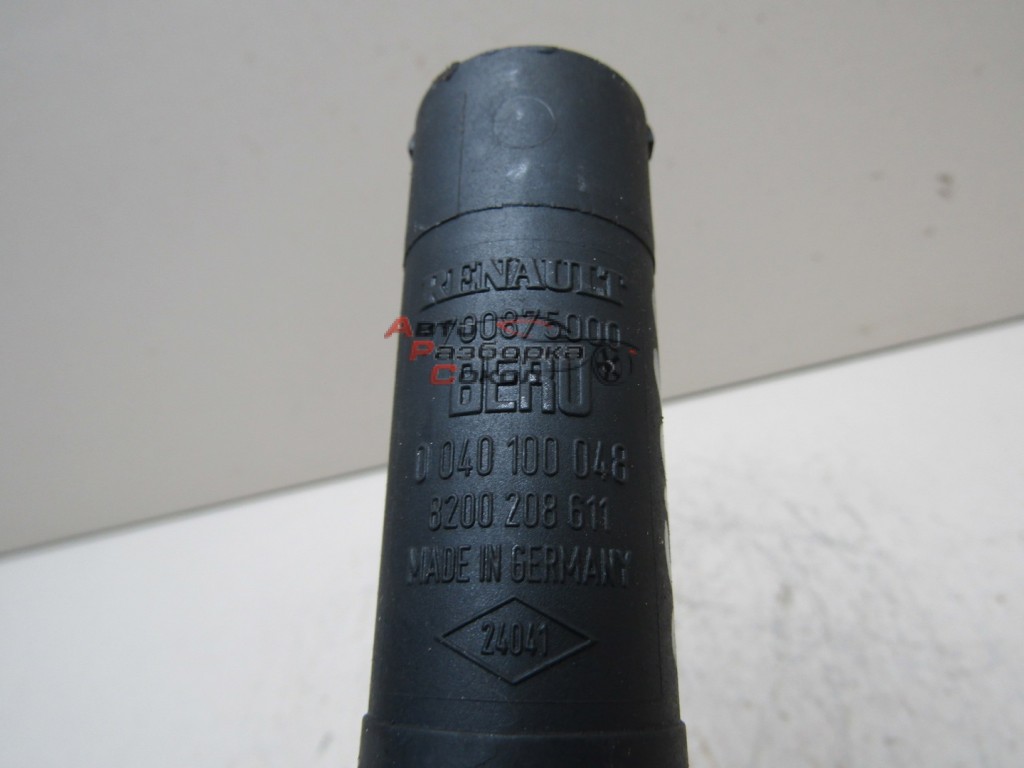 RENAULT
7700875000
Авто
Разборка
Сокол
BERU
0 040 100 048
8200 208 611
MADE IN GERMANY
24041